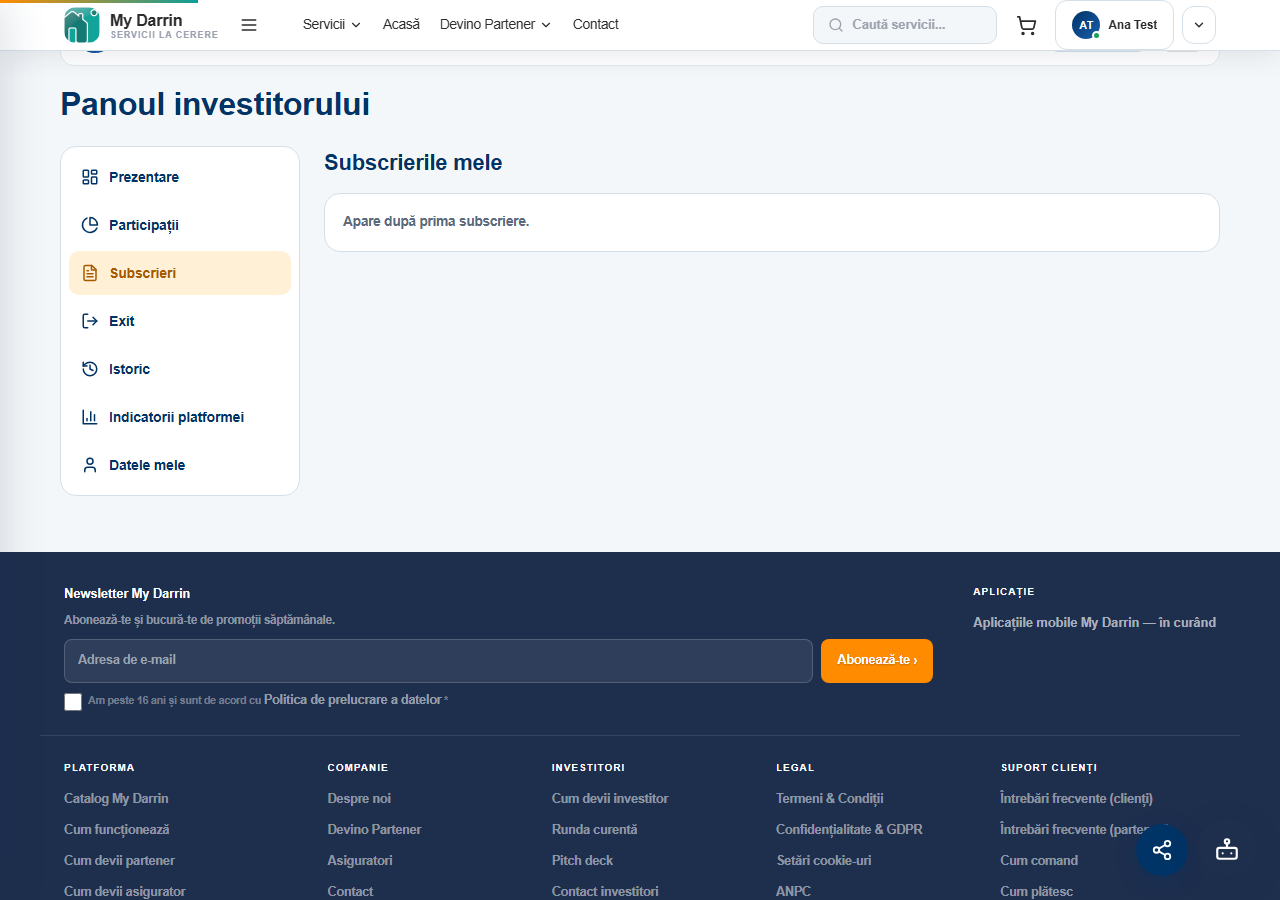 My Darrin
SERVICII LA CERERE
Servicii
Acasă
Devino Partener
Contact
Caută servicii...
AT
Ana Test
Panoul investitorului
Prezentare
Participații
Subscrieri
Exit
Istoric
Indicatorii platformei
Datele mele
Subscrierile mele
Apare după prima subscriere.
Newsletter My Darrin
Abonează-te și bucură-te de promoții săptămânale.
Adresa de e-mail
Abonează-te ›
Am peste 16 ani și sunt de acord cu Politica de prelucrare a datelor *
APLICAȚIE
Aplicațiile mobile My Darrin — în curând
PLATFORMA
Catalog My Darrin
Cum funcționează
Cum devii partener
Cum devii asigurator
COMPANIE
Despre noi
Devino Partener
Asiguratori
Contact
INVESTITORI
Cum devii investitor
Runda curentă
Pitch deck
Contact investitori
LEGAL
Termeni & Condiții
Confidențialitate & GDPR
Setări cookie-uri
ANPC
SUPORT CLIENȚI
Întrebări frecvente (clienți)
Întrebări frecvente
Cum comand
Cum plătesc